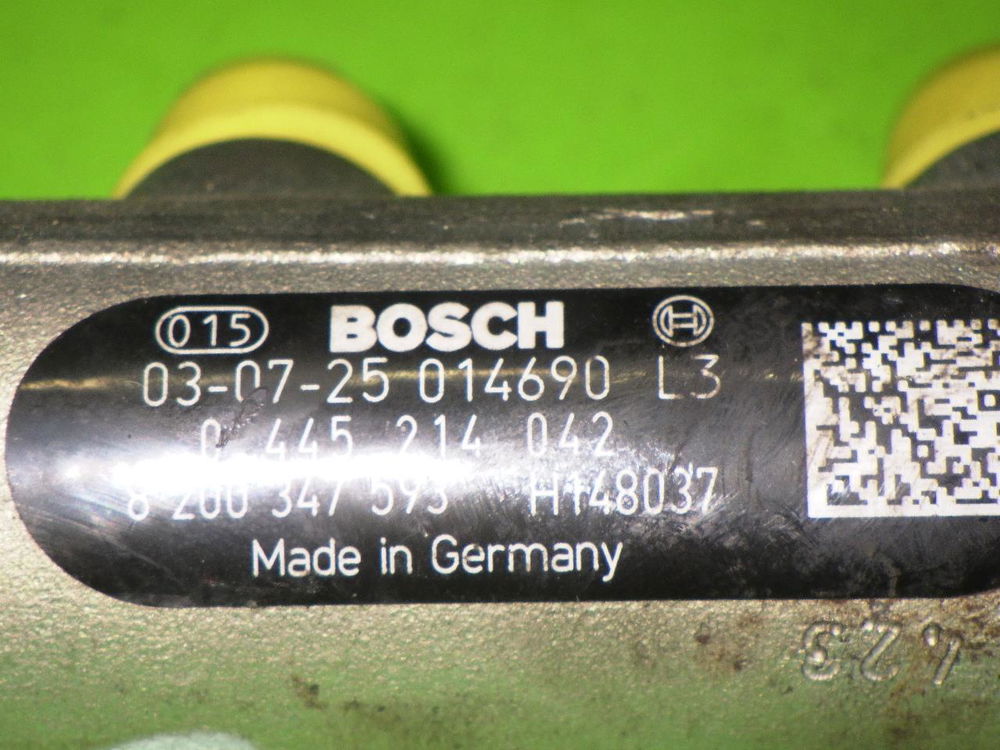 015 BOSCH
03-07-25 014690 L3
0 445 214 042
8 200 347 593 H148037
Made in Germany
423